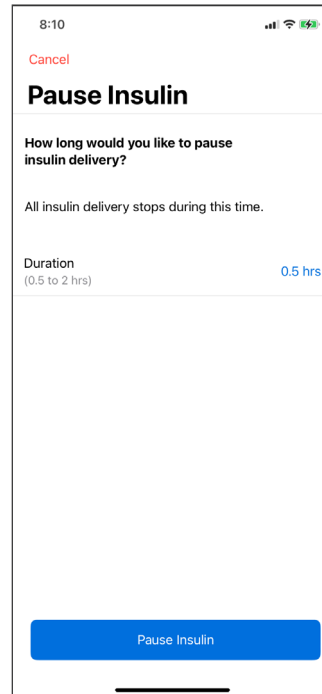 8:10
Cancel
Pause Insulin
How long would you like to pause
insulin delivery?
All insulin delivery stops during this time.
Duration
0.5 hrs
(0.5 to 2 hrs)
Pause Insulin